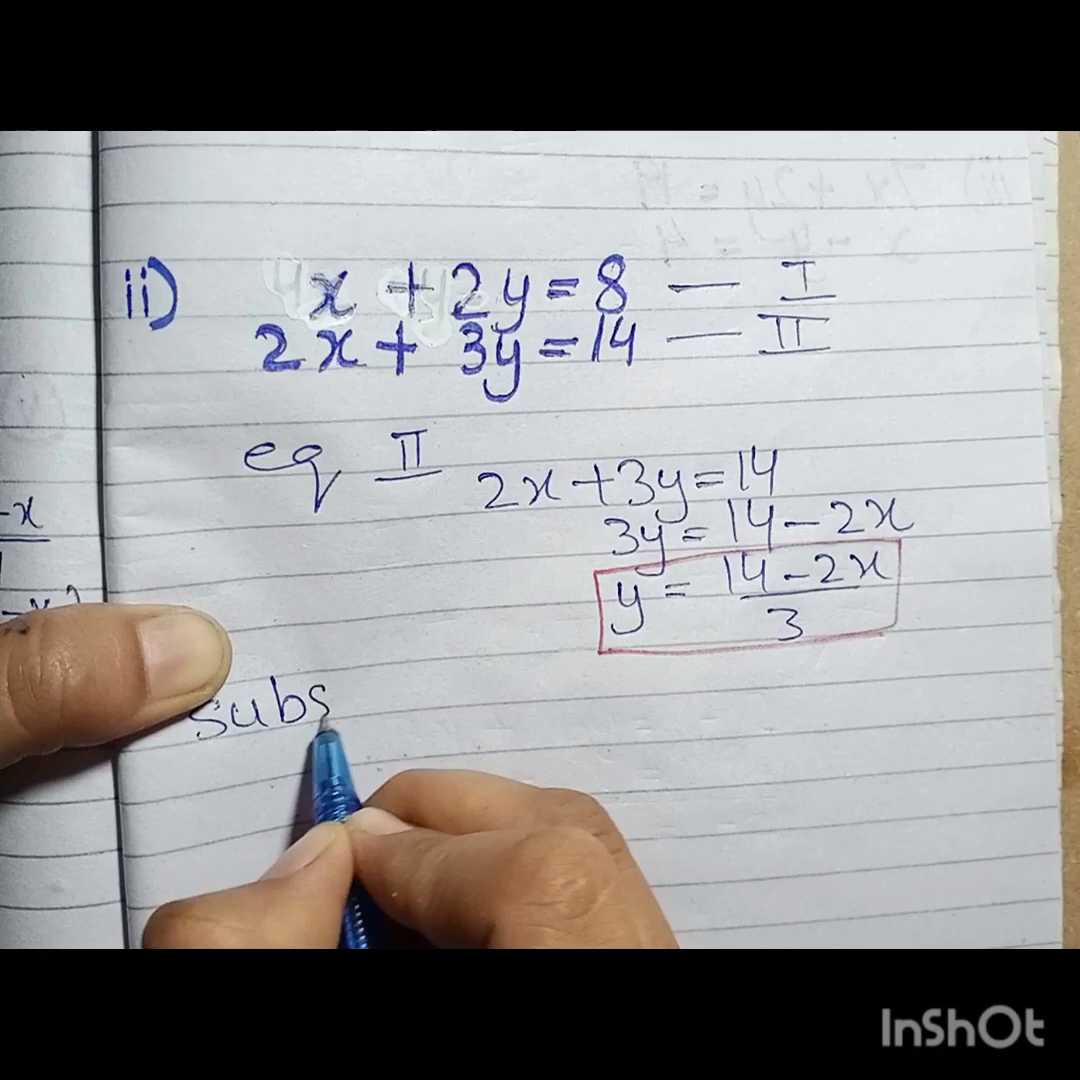 ii) x + 2y = 8 — I
2x + 3y = 14 — II
eq II 2x + 3y = 14
3y = 14 - 2x
y = 14 - 2x
3
subs
-x
InShOt